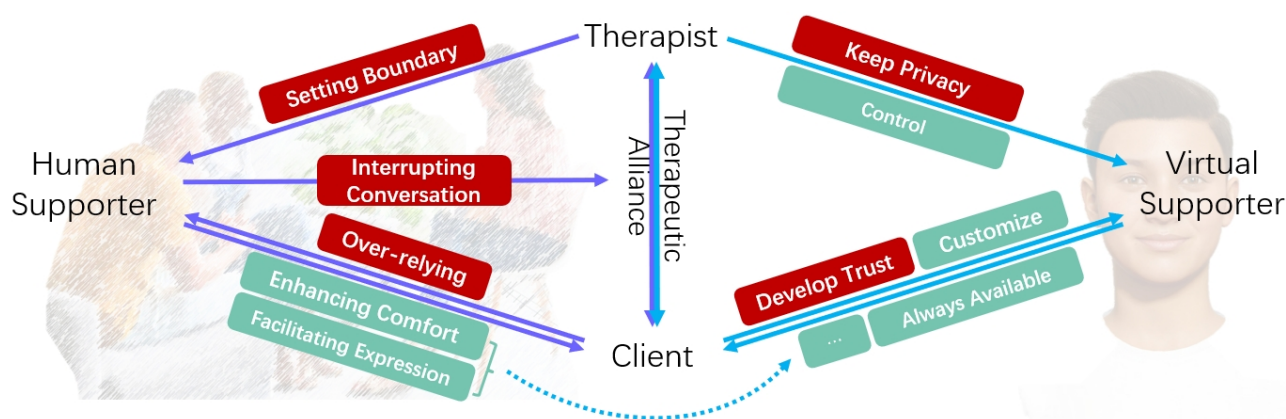 Therapist
Setting Boundary
Keep Privacy
Control
Human
Supporter
Interrupting
Conversation
Therapeutic
Alliance
Virtual
Supporter
Over-relying
Enhancing Comfort
Facilitating Expression
Develop Trust
Customize
...
Always Available
Client